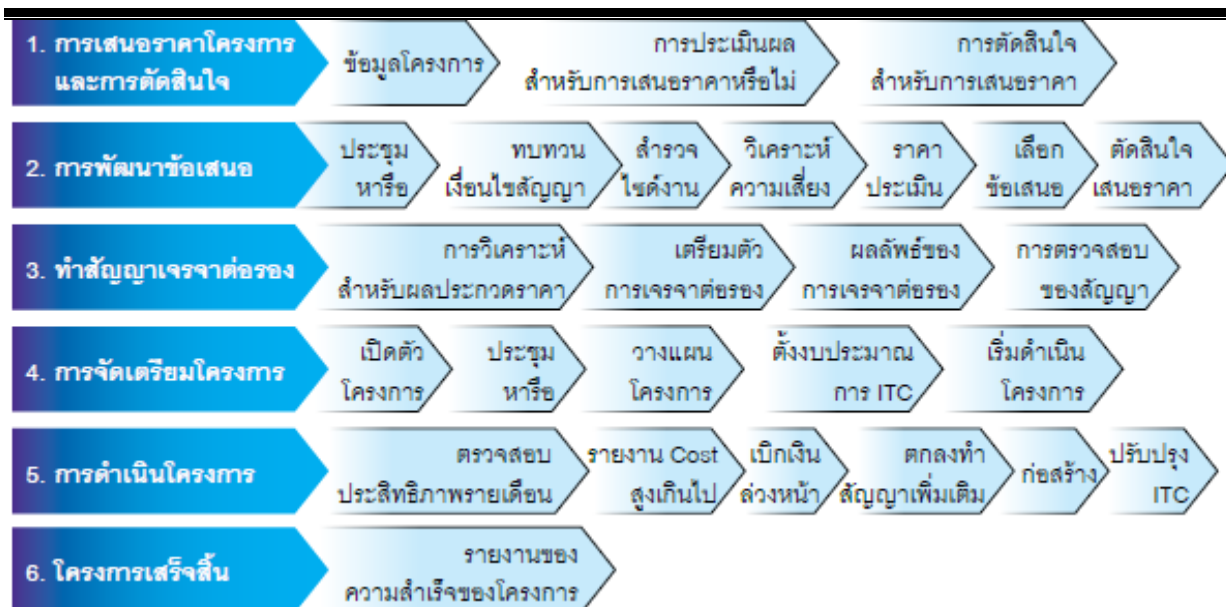 1. การเสนอราคาโครงการ
และการตัดสินใจ
ข้อมูลโครงการ
การประเมินผล
สำหรับการเสนอราคาหรือไม่
การตัดสินใจ
สำหรับการเสนอราคา
2. การพัฒนาข้อเสนอ
ประชุม
หารือ
ทบทวน
เงื่อนไขสัญญา
สำรวจ
ไซด์งาน
วิเคราะห์
ความเสี่ยง
ราคา
ประเมิน
เลือก
ข้อเสนอ
ตัดสินใจ
เสนอราคา
3. ทำสัญญาเจรจาต่อรอง
การวิเคราะห์
สำหรับผลประกวดราคา
เตรียมตัว
การเจรจาต่อรอง
ผลลัพธ์ของ
การเจรจาต่อรอง
การตรวจสอบ
ของสัญญา
4. การจัดเตรียมโครงการ
เปิดตัว
โครงการ
ประชุม
หารือ
วางแผน
โครงการ
ตั้งงบประมาณ
การ ITC
เริ่มดำเนิน
โครงการ
5. การดำเนินโครงการ
ตรวจสอบ
ประสิทธิภาพรายเดือน
รายงาน Cost
สูงเกินไป
เบิกเงิน
ล่วงหน้า
ตกลงทำ
สัญญาเพิ่มเติม
ก่อสร้าง
ปรับปรุง
ITC
6. โครงการเสร็จสิ้น
รายงานของ
ความสำเร็จของโครงการ